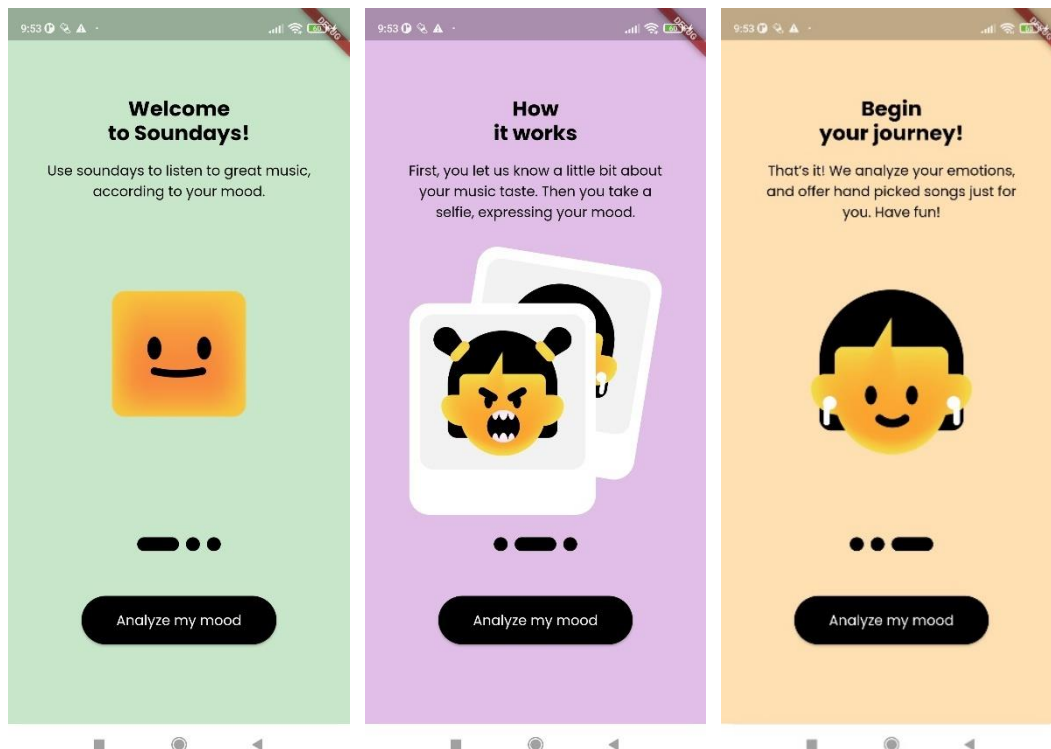 9:53
DEBUG
Welcome
to Soundays!
Use soundays to listen to great music,
according to your mood.
Analyze my mood
9:53
DEBUG
How
it works
First, you let us know a little bit about
your music taste. Then you take a
selfie, expressing your mood.
Analyze my mood
9:53
DEBUG
Begin
your journey!
That’s it! We analyze your emotions,
and offer hand picked songs just for
you. Have fun!
Analyze my mood